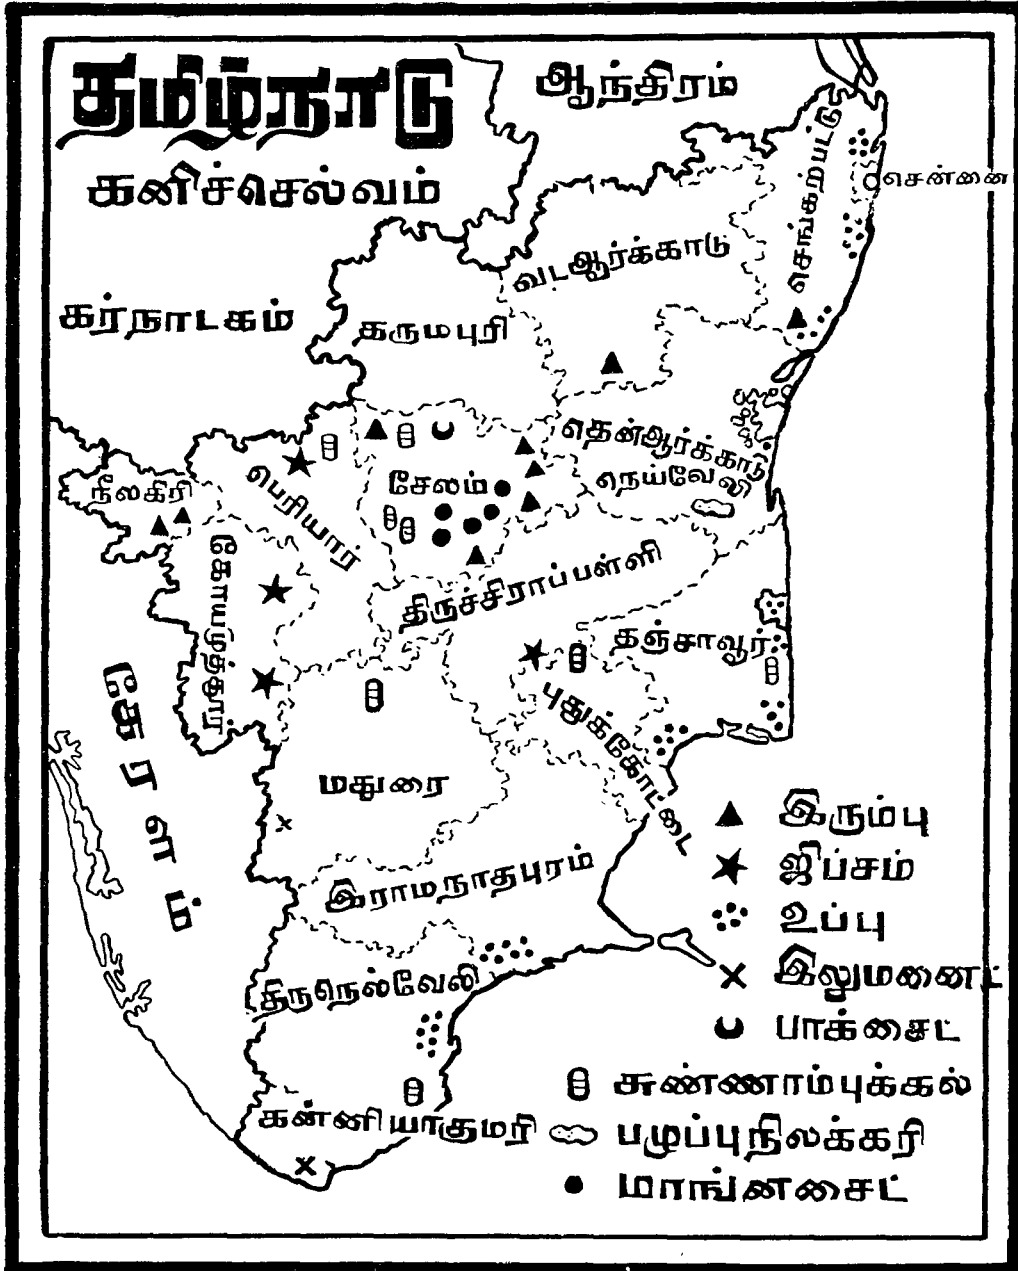 தமிழ்நாடு
கனிச்செல்வம்
ஆந்திரம்
செங்கற்பட்டு
சென்னை
வடஆர்க்காடு
கர்நாடகம்
தருமபுரி
தென்ஆர்க்காடு
நெய்வேலி
நீலகிரி
பெரியார்
சேலம்
கோயமுத்தூர்
திருச்சிராப்பள்ளி
தஞ்சாவூர்
புதுக்கோட்டை
கேரளம்
மதுரை
இராமநாதபுரம்
திருநெல்வேலி
கன்னியாகுமரி
இரும்பு
ஜிப்சம்
உப்பு
இலுமனைட்
பாக்சைட்
சுண்ணாம்புக்கல்
பழுப்புநிலக்கரி
மாங்னசைட்